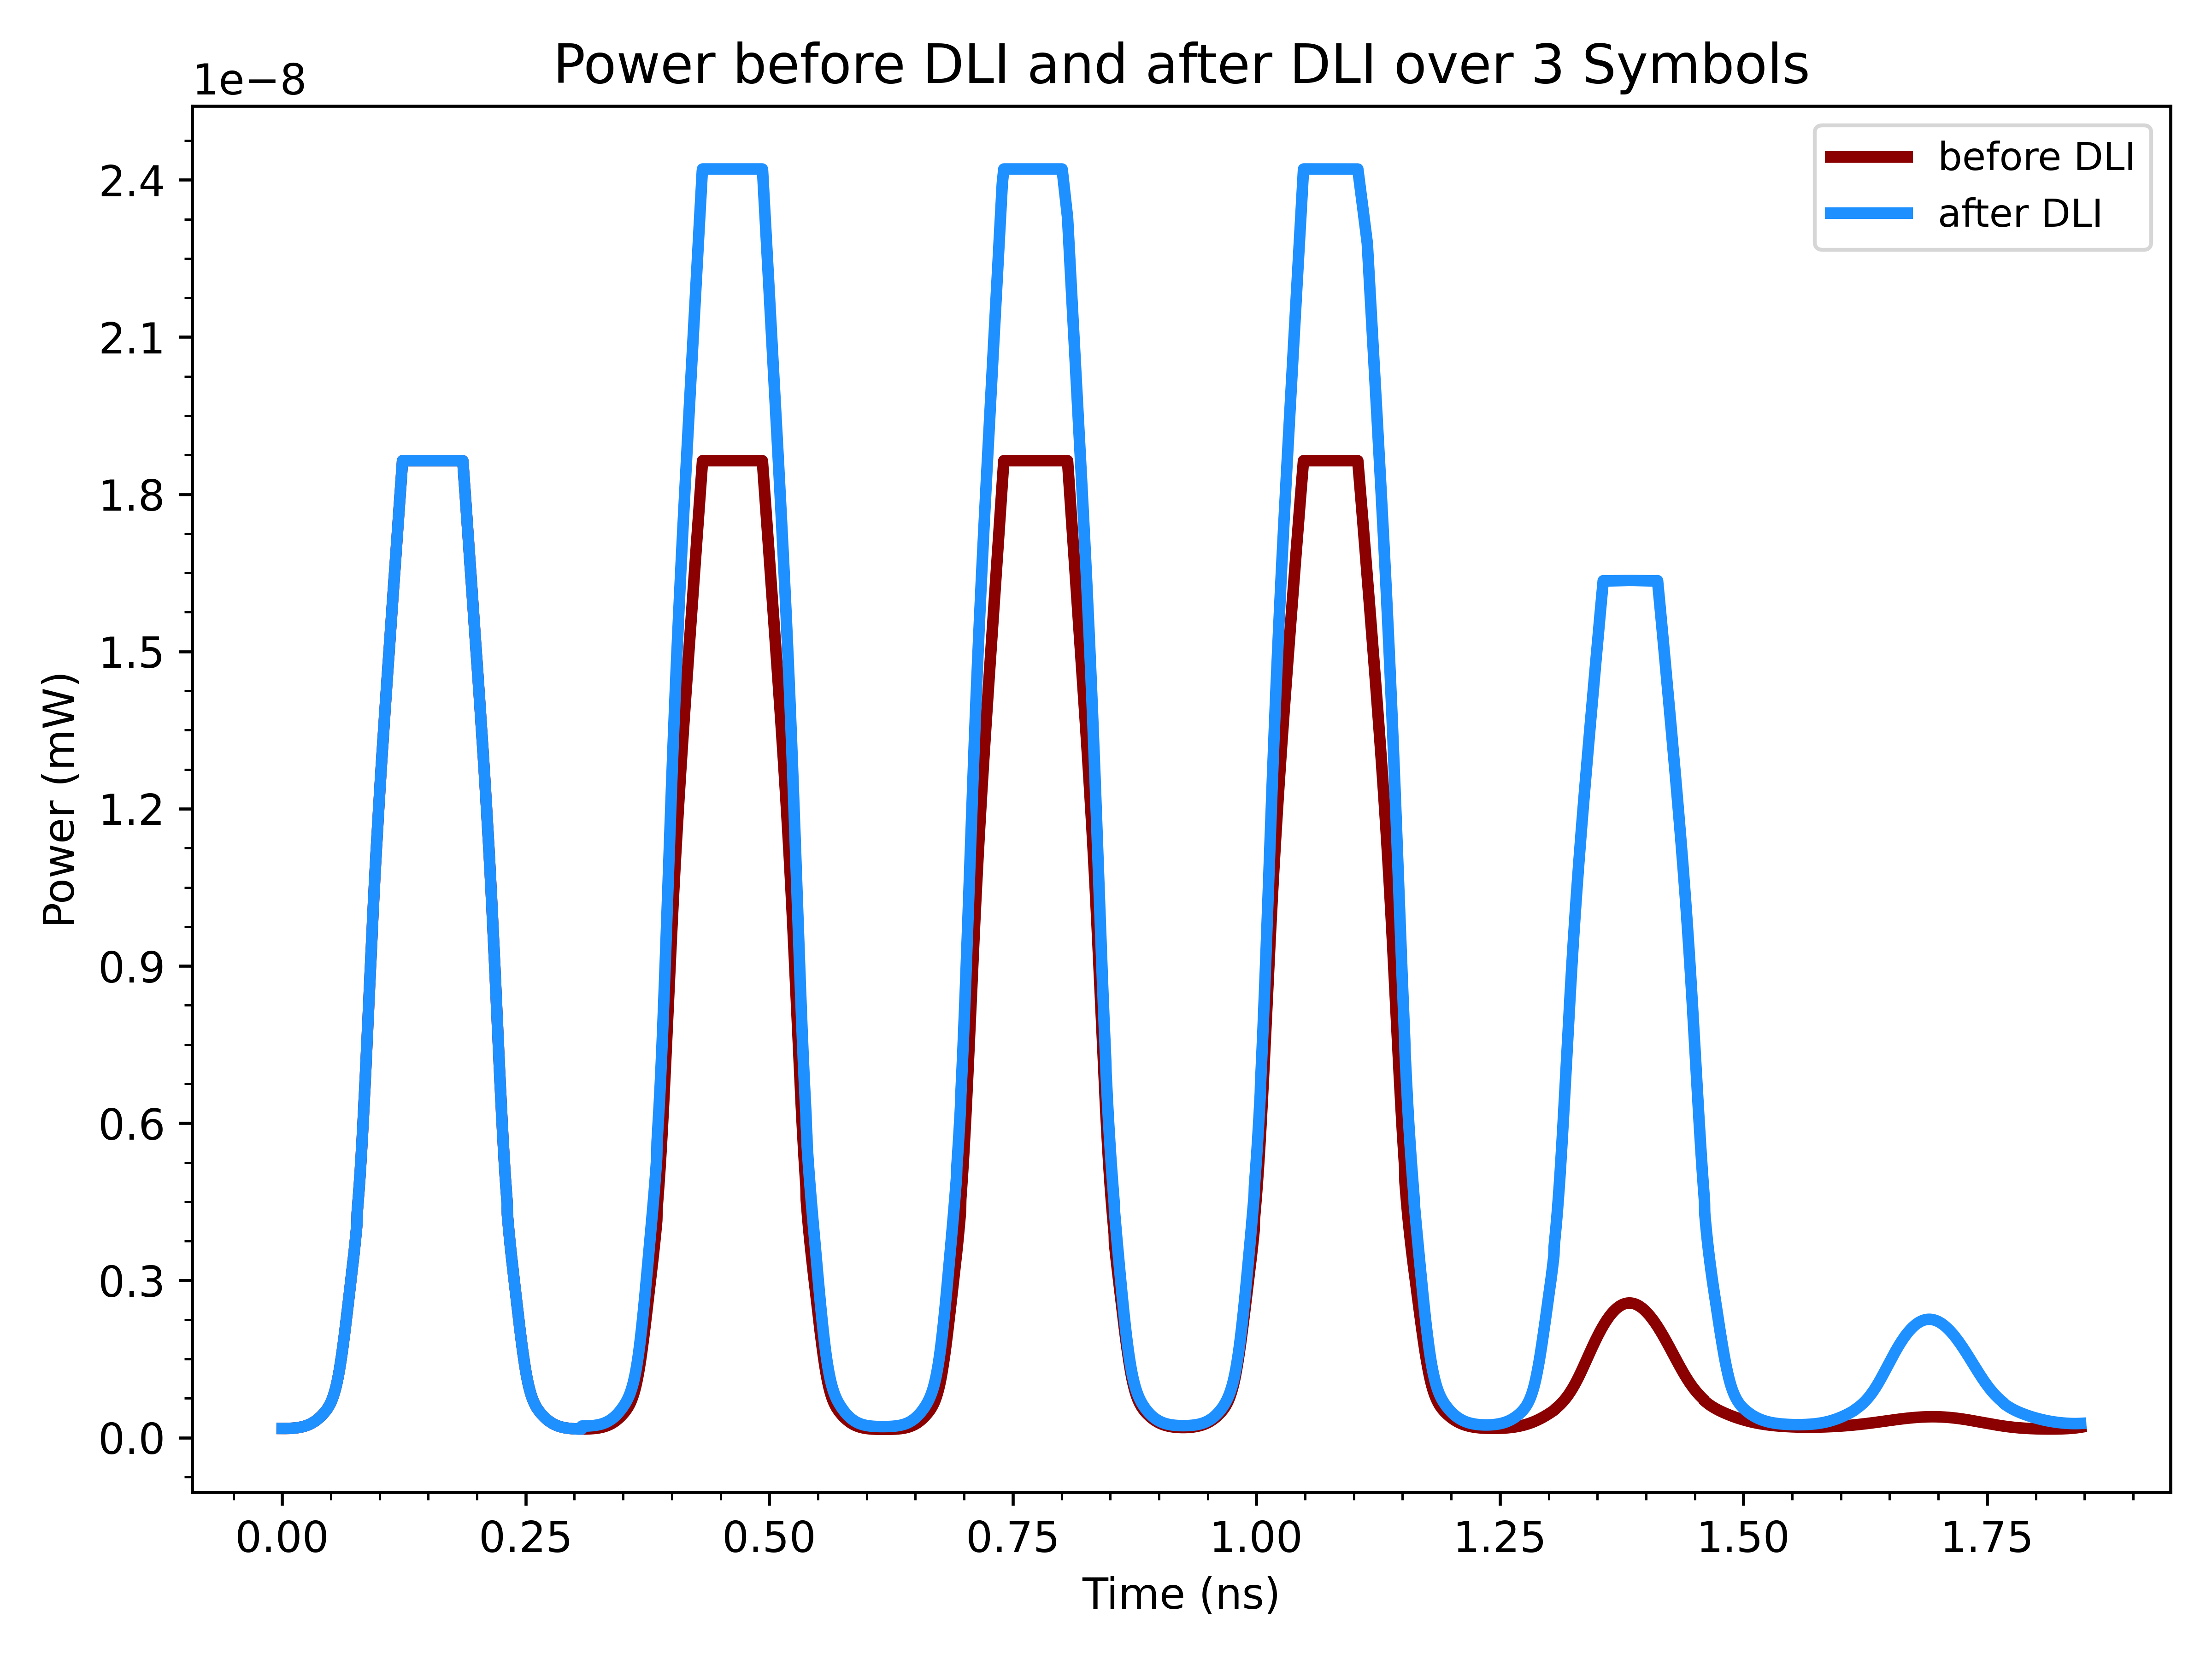 Power before DLI and after DLI over 3 Symbols
1e−8
before DLI
after DLI
2.4
2.1
1.8
1.5
1.2
0.9
0.6
0.3
0.0
Power (mW)
0.00 0.25 0.50 0.75 1.00 1.25 1.50 1.75
Time (ns)